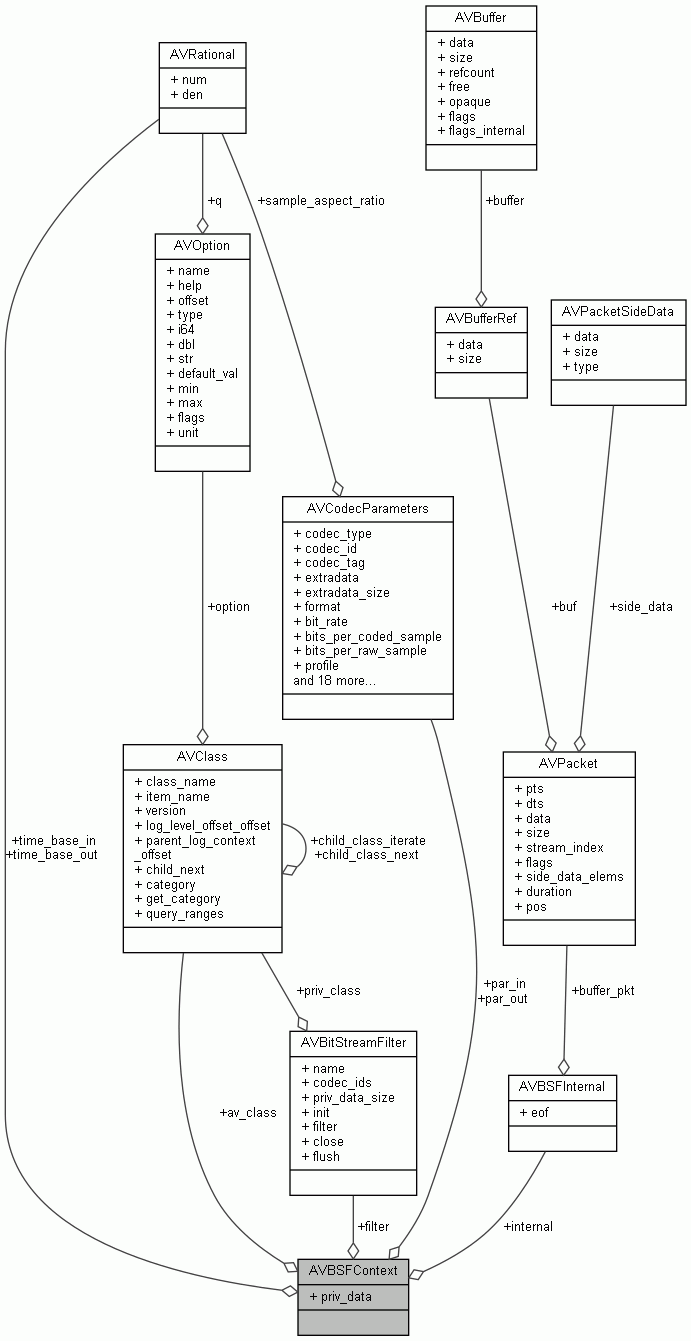 AVBuffer
+ data
+ size
+ refcount
+ free
+ opaque
+ flags
+ flags_internal
AVRational
+ num
+ den
+q
+sample_aspect_ratio
+buffer
AVOption
+ name
+ help
+ offset
+ type
+ i64
+ dbl
+ str
+ default_val
+ min
+ max
+ flags
+ unit
AVBufferRef
+ data
+ size
AVPacketSideData
+ data
+ size
+ type
AVCodecParameters
+ codec_type
+ codec_id
+ codec_tag
+ extradata
+ extradata_size
+ format
+ bit_rate
+ bits_per_coded_sample
+ bits_per_raw_sample
+ profile
and 18 more...
+option
+buf
+side_data
AVClass
+ class_name
+ item_name
+ version
+ log_level_offset_offset
+ parent_log_context
_offset
+ child_next
+ category
+ get_category
+ query_ranges
+time_base_in
+time_base_out
+child_class_iterate
+child_class_next
AVPacket
+ pts
+ dts
+ data
+ size
+ stream_index
+ flags
+ side_data_elems
+ duration
+ pos
+priv_class
+par_in
+par_out
+buffer_pkt
AVBitStreamFilter
+ name
+ codec_ids
+ priv_data_size
+ init
+ filter
+ close
+ flush
AVBSFInternal
+ eof
+av_class
+filter
+internal
AVBSFContext
+ priv_data